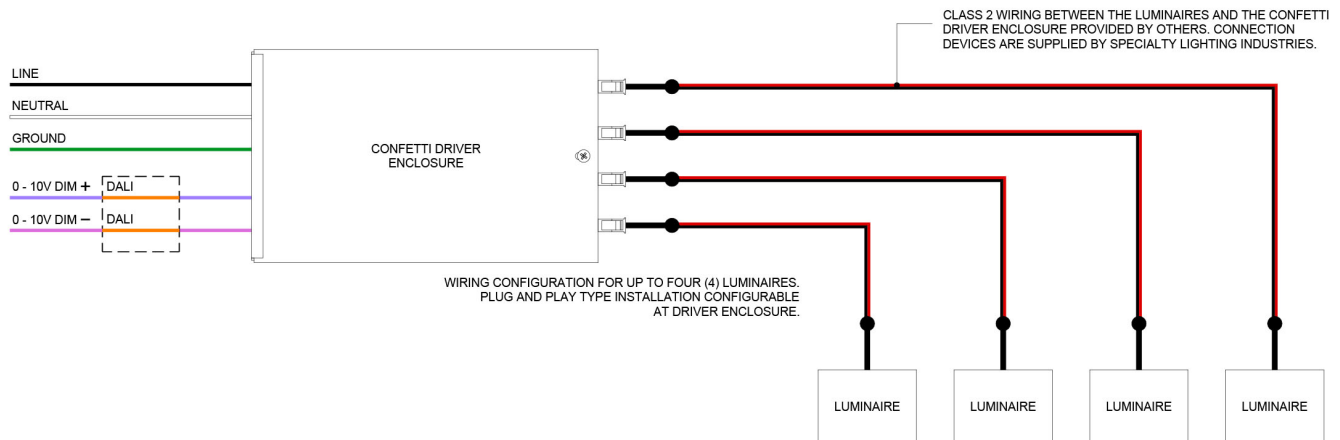 CLASS 2 WIRING BETWEEN THE LUMINAIRES AND THE CONFETTI
DRIVER ENCLOSURE PROVIDED BY OTHERS. CONNECTION
DEVICES ARE SUPPLIED BY SPECIALTY LIGHTING INDUSTRIES.
LINE
NEUTRAL
GROUND
0 - 10V DIM + DALI
0 - 10V DIM − DALI
CONFETTI DRIVER
ENCLOSURE
WIRING CONFIGURATION FOR UP TO FOUR (4) LUMINAIRES.
PLUG AND PLAY TYPE INSTALLATION CONFIGURABLE
AT DRIVER ENCLOSURE.
LUMINAIRE
LUMINAIRE
LUMINAIRE
LUMINAIRE